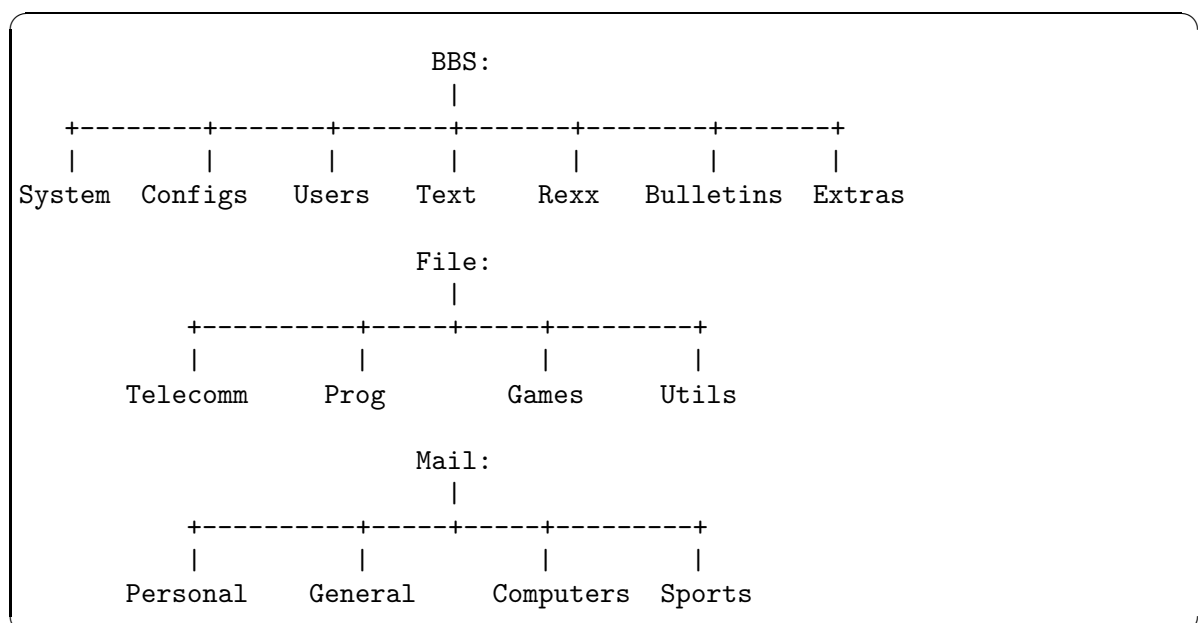 BBS:
|
+--------+-------+-------+-------+--------+-------+
| | | | | | |
System Configs Users Text Rexx Bulletins Extras
File:
|
+----------+-----+-----+---------+
| | | |
Telecomm Prog Games Utils
Mail:
|
+----------+-----+-----+---------+
| | | |
Personal General Computers Sports